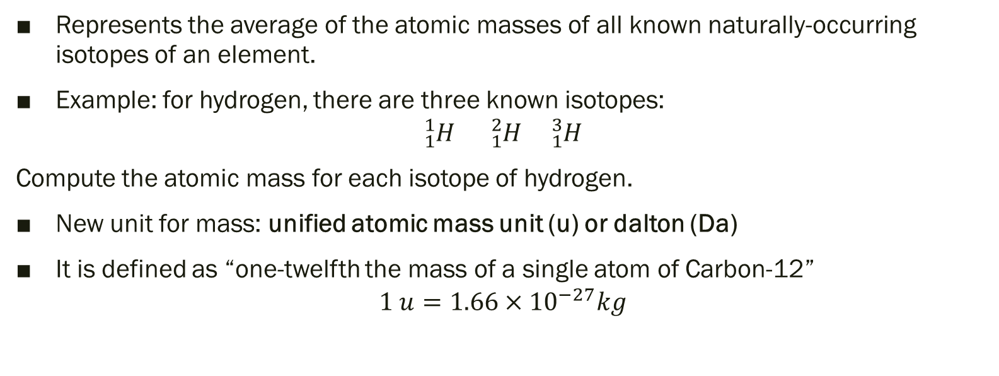 ■ Represents the average of the atomic masses of all known naturally-occurring
isotopes of an element.
■ Example: for hydrogen, there are three known isotopes:
${}^{1}_{1}H \quad {}^{2}_{1}H \quad {}^{3}_{1}H$
Compute the atomic mass for each isotope of hydrogen.
■ New unit for mass: unified atomic mass unit (u) or dalton (Da)
■ It is defined as “one-twelfth the mass of a single atom of Carbon-12”
$1\,u = 1.66 \times 10^{-27} kg$